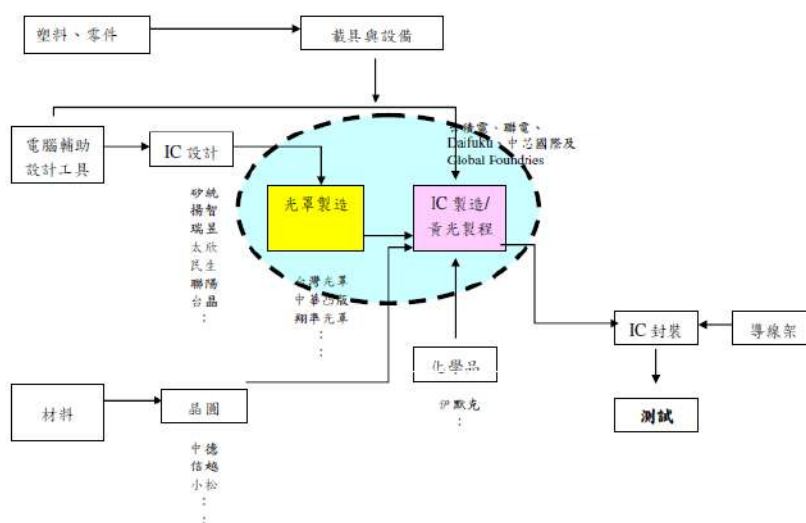 塑料、零件
載具與設備
電腦輔助
設計工具
IC 設計
積電、聯電、
Daifuku、中芯國際及
Global Foundries
光罩製造
IC 製造/
黃光製程
矽統
揚智
瑞昱
太欣
民生
聯陽
台晶
：
台灣光罩
中華凸版
翔準光罩
：
：
IC 封裝
導線架
化學品
伊默克
：
測試
材料
晶圓
中德
信越
小松
：
：